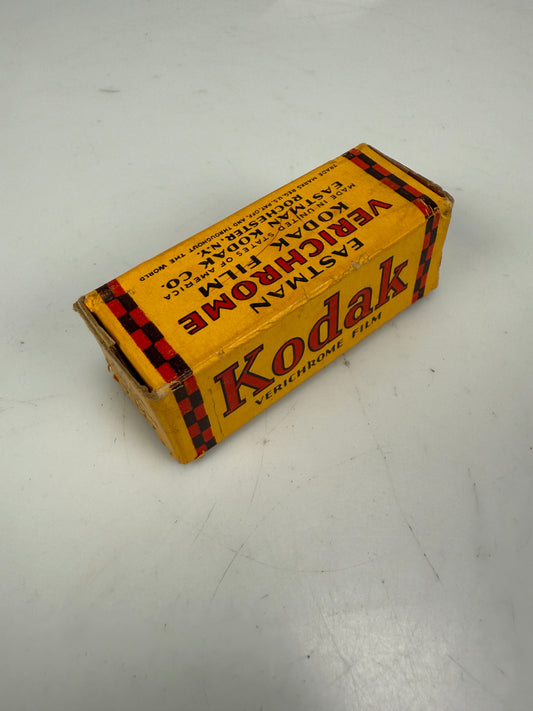 EASTMAN
VERICHROME
KODAK FILM
MADE IN UNITED STATES OF AMERICA
EASTMAN KODAK CO.
ROCHESTER, N.Y.
TRADE MARKS REG. U.S. PAT. OFF. AND THROUGHOUT THE WORLD
Kodak
VERICHROME FILM